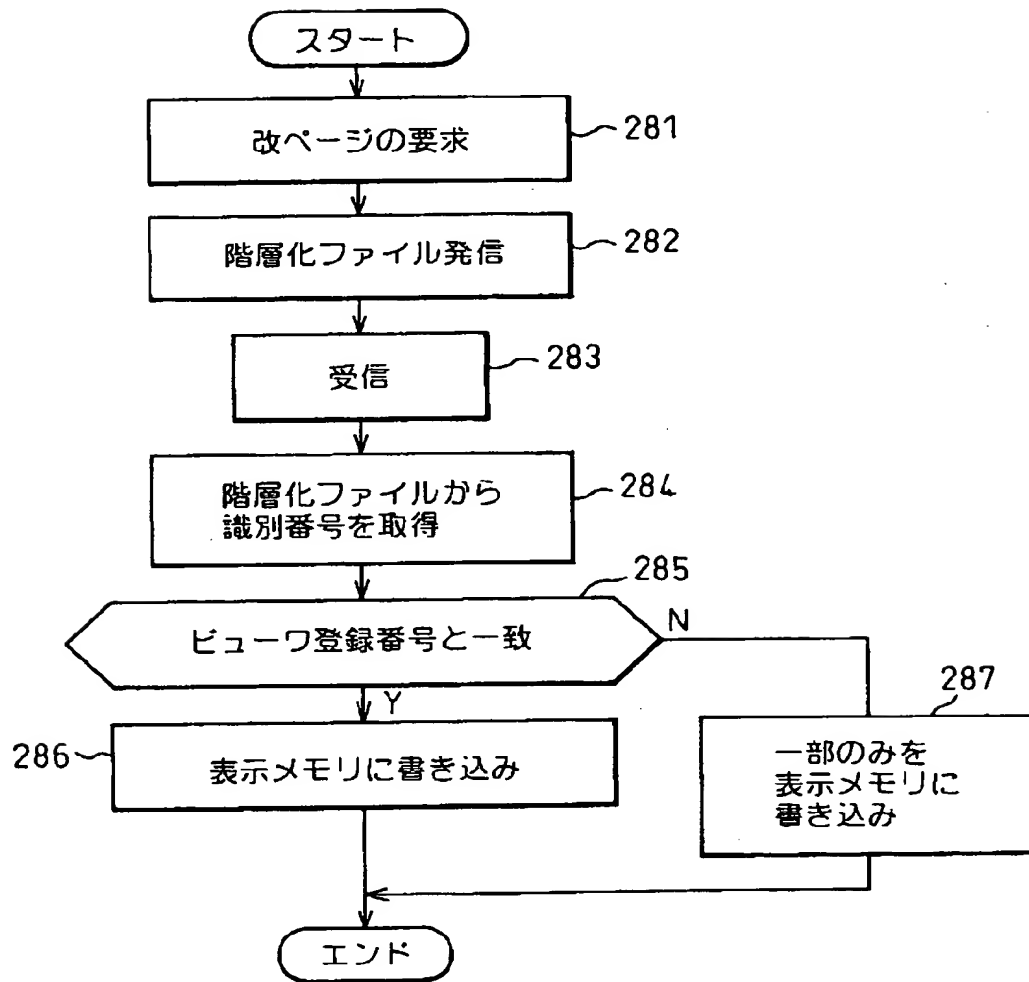 スタート
改ページの要求
281
階層化ファイル発信
282
受信
283
階層化ファイルから
識別番号を取得
284
285
ビューワ登録番号と一致
N
Y
286
表示メモリに書き込み
287
一部のみを
表示メモリに
書き込み
エンド